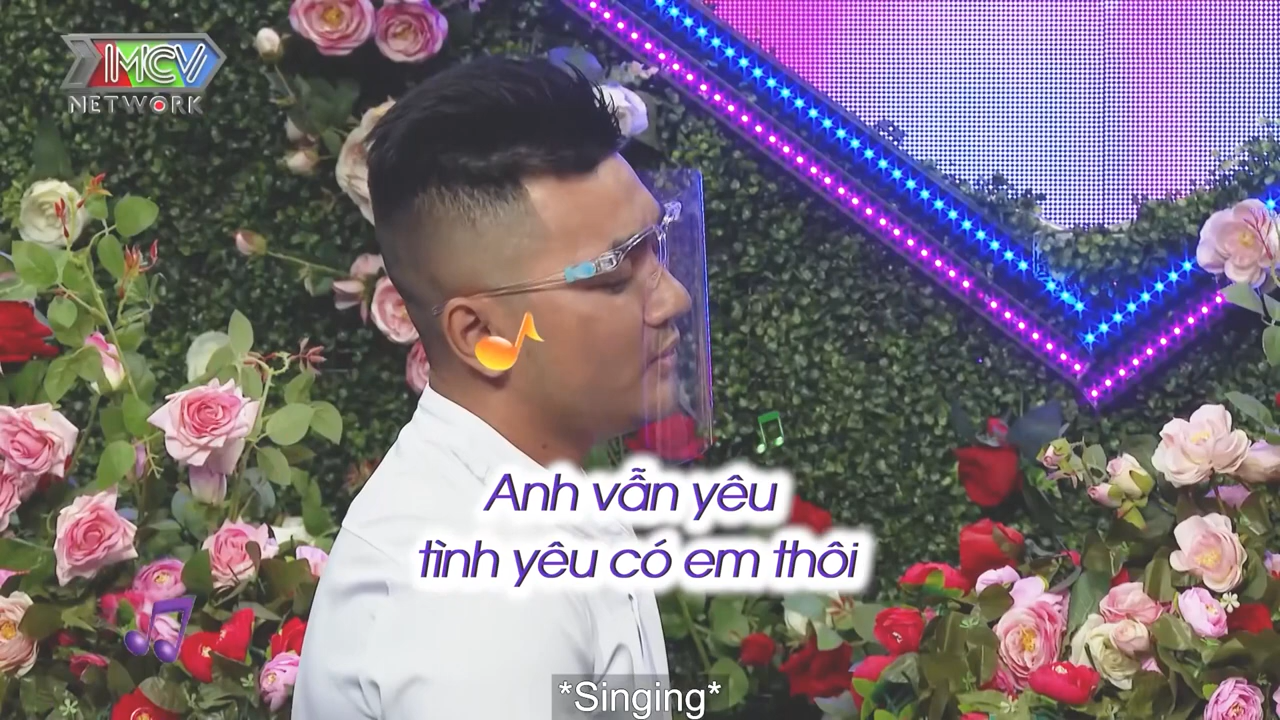 MCV
NETWORK
Anh vẫn yêu
tình yêu có em thôi
*Singing*